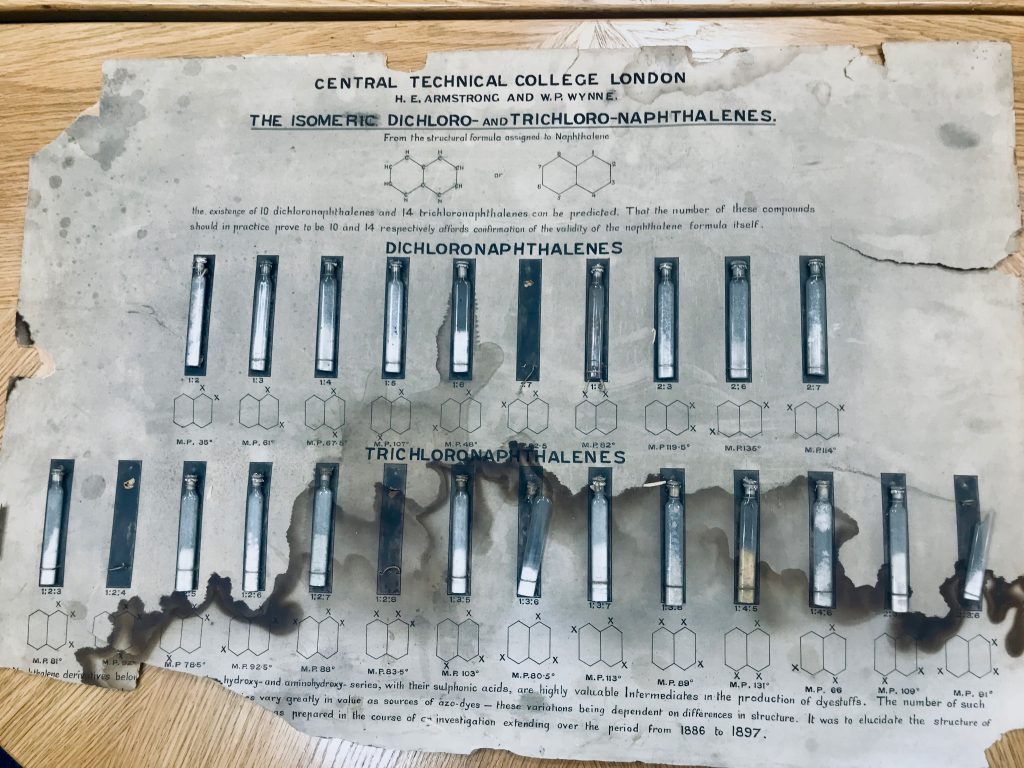 CENTRAL TECHNICAL COLLEGE LONDON
H. E. ARMSTRONG AND W. P. WYNNE.
THE ISOMERIC DICHLORO- AND TRICHLORO-NAPHTHALENES.
From the structural formula assigned to Naphthalene
or
the existence of 10 dichloronaphthalenes and 14 trichloronaphthalenes can be predicted. That the number of these compounds
should in practice prove to be 10 and 14 respectively affords confirmation of the validity of the naphthalene formula itself.
DICHLORONAPHTHALENES
1:2 1:3 1:4 1:5 1:6 :7 1:8 2:3 2:6 2:7
M.P. 35° M.P. 61° M.P. 67·5° M.P. 107° M.P. 48° M.P. 82° M.P. 119·5° M.P. 135° M.P. 114°
TRICHLORONAPHTHALENES
1:2:3 1:2:4 :5 1:2:6 1:2:7 1:2:8 1:3:5 1:3:6 1:3:7 1:3:8 1:4:5 1:4:6 :3:6
M.P. 81° M.P. 92° M.P. 78·5° M.P. 92·5° M.P. 88° M.P. 83·5° M.P. 103° M.P. 80·5° M.P. 113° M.P. 89° M.P. 131° M.P. 66 M.P. 109° M.P. 91°
derivatives hydroxy- and aminohydroxy- series, with their sulphonic acids, are highly valuable Intermediates in the production of dyestuffs. The number of such
vary greatly in value as sources of azo-dyes — these variations being dependent on differences in structure. It was to elucidate the structure of
prepared in the course of investigation extending over the period from 1886 to 1897.